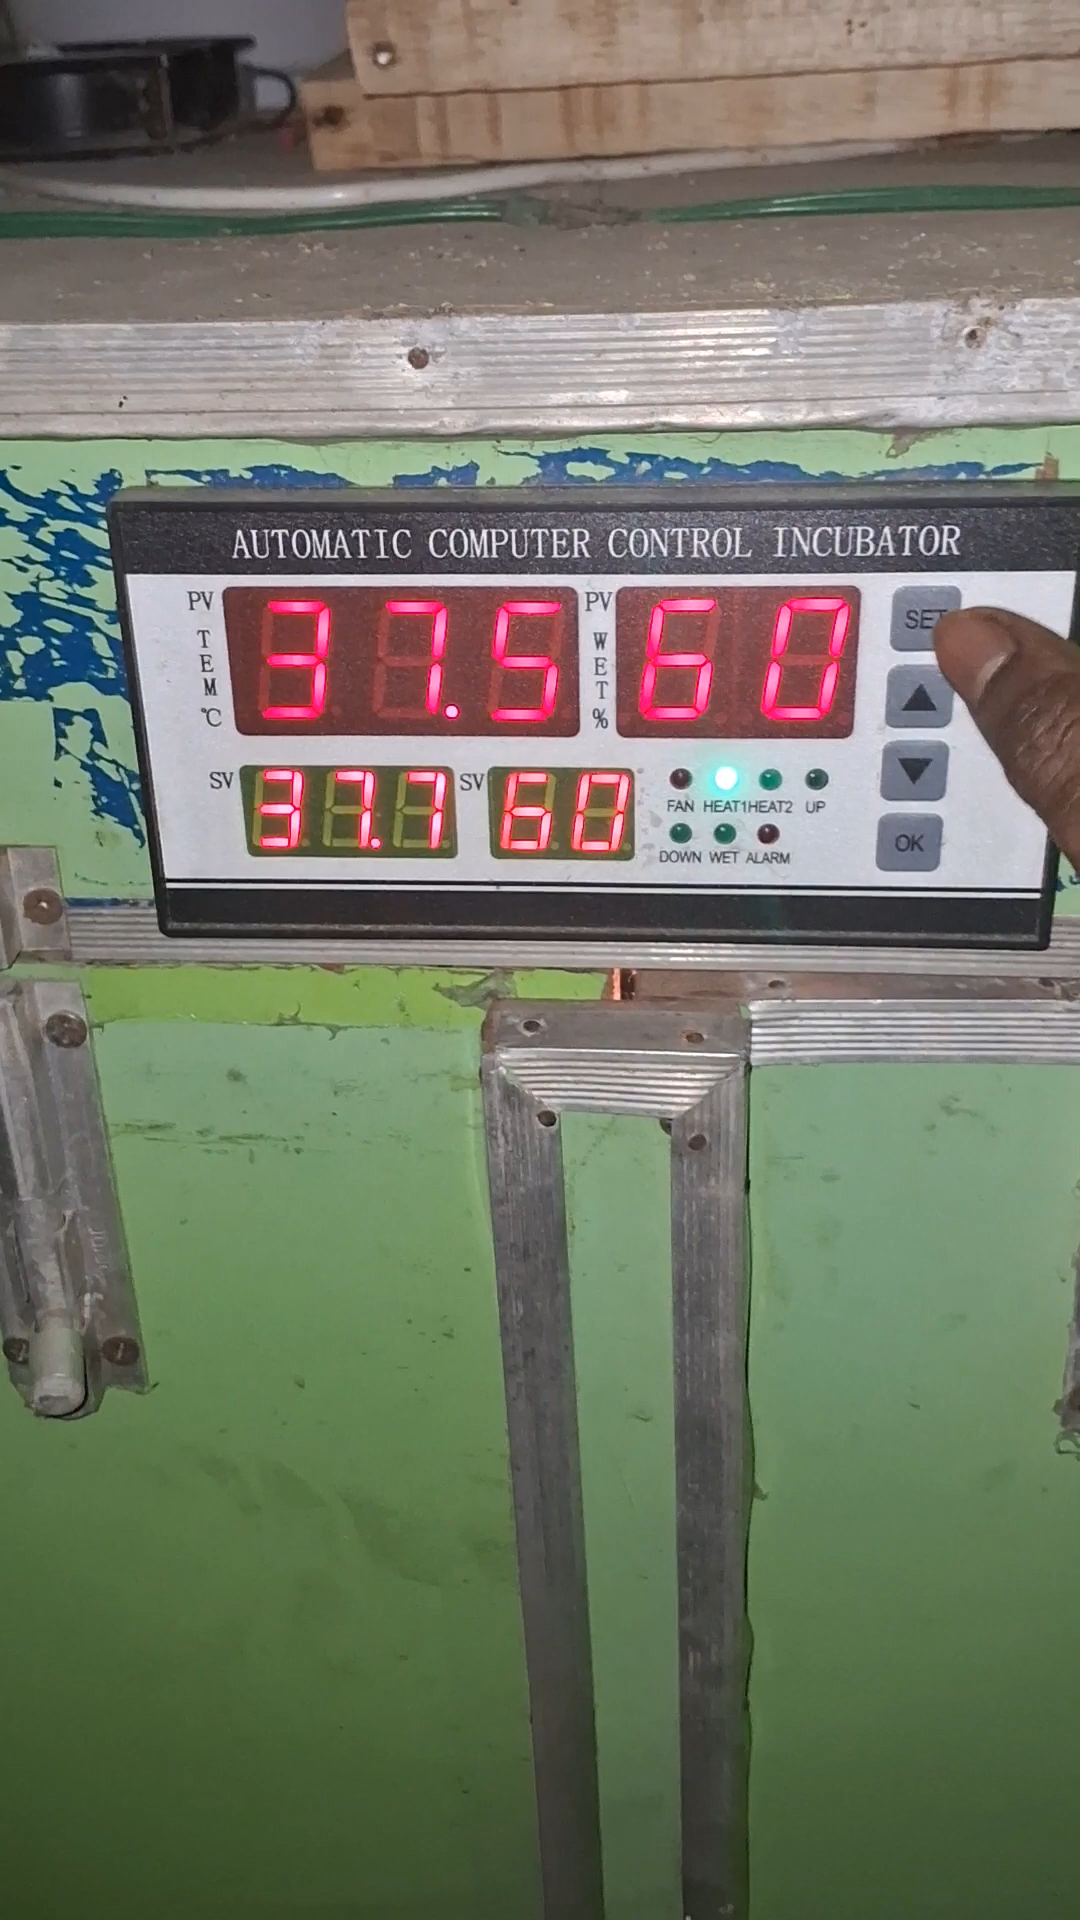 AUTOMATIC COMPUTER CONTROL INCUBATOR
PV TEM °C 37.5 PV WET % 60 SET
SV 37.7 SV 60
FAN HEAT1 HEAT2 UP
DOWN WET ALARM
OK